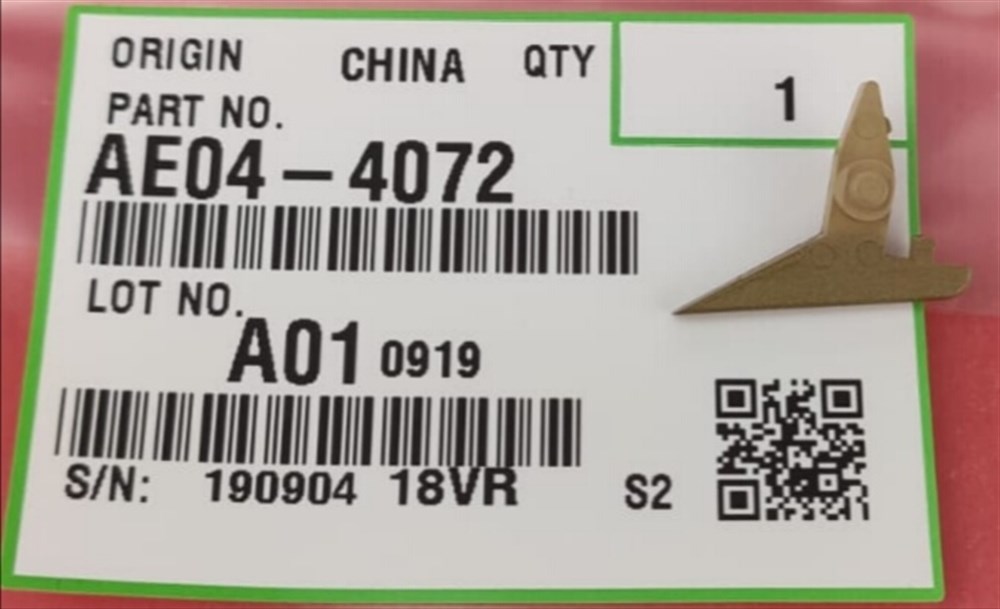 ORIGIN CHINA QTY 1
PART NO.
AE04-4072
LOT NO.
A01 0919
S/N: 190904 18VR S2